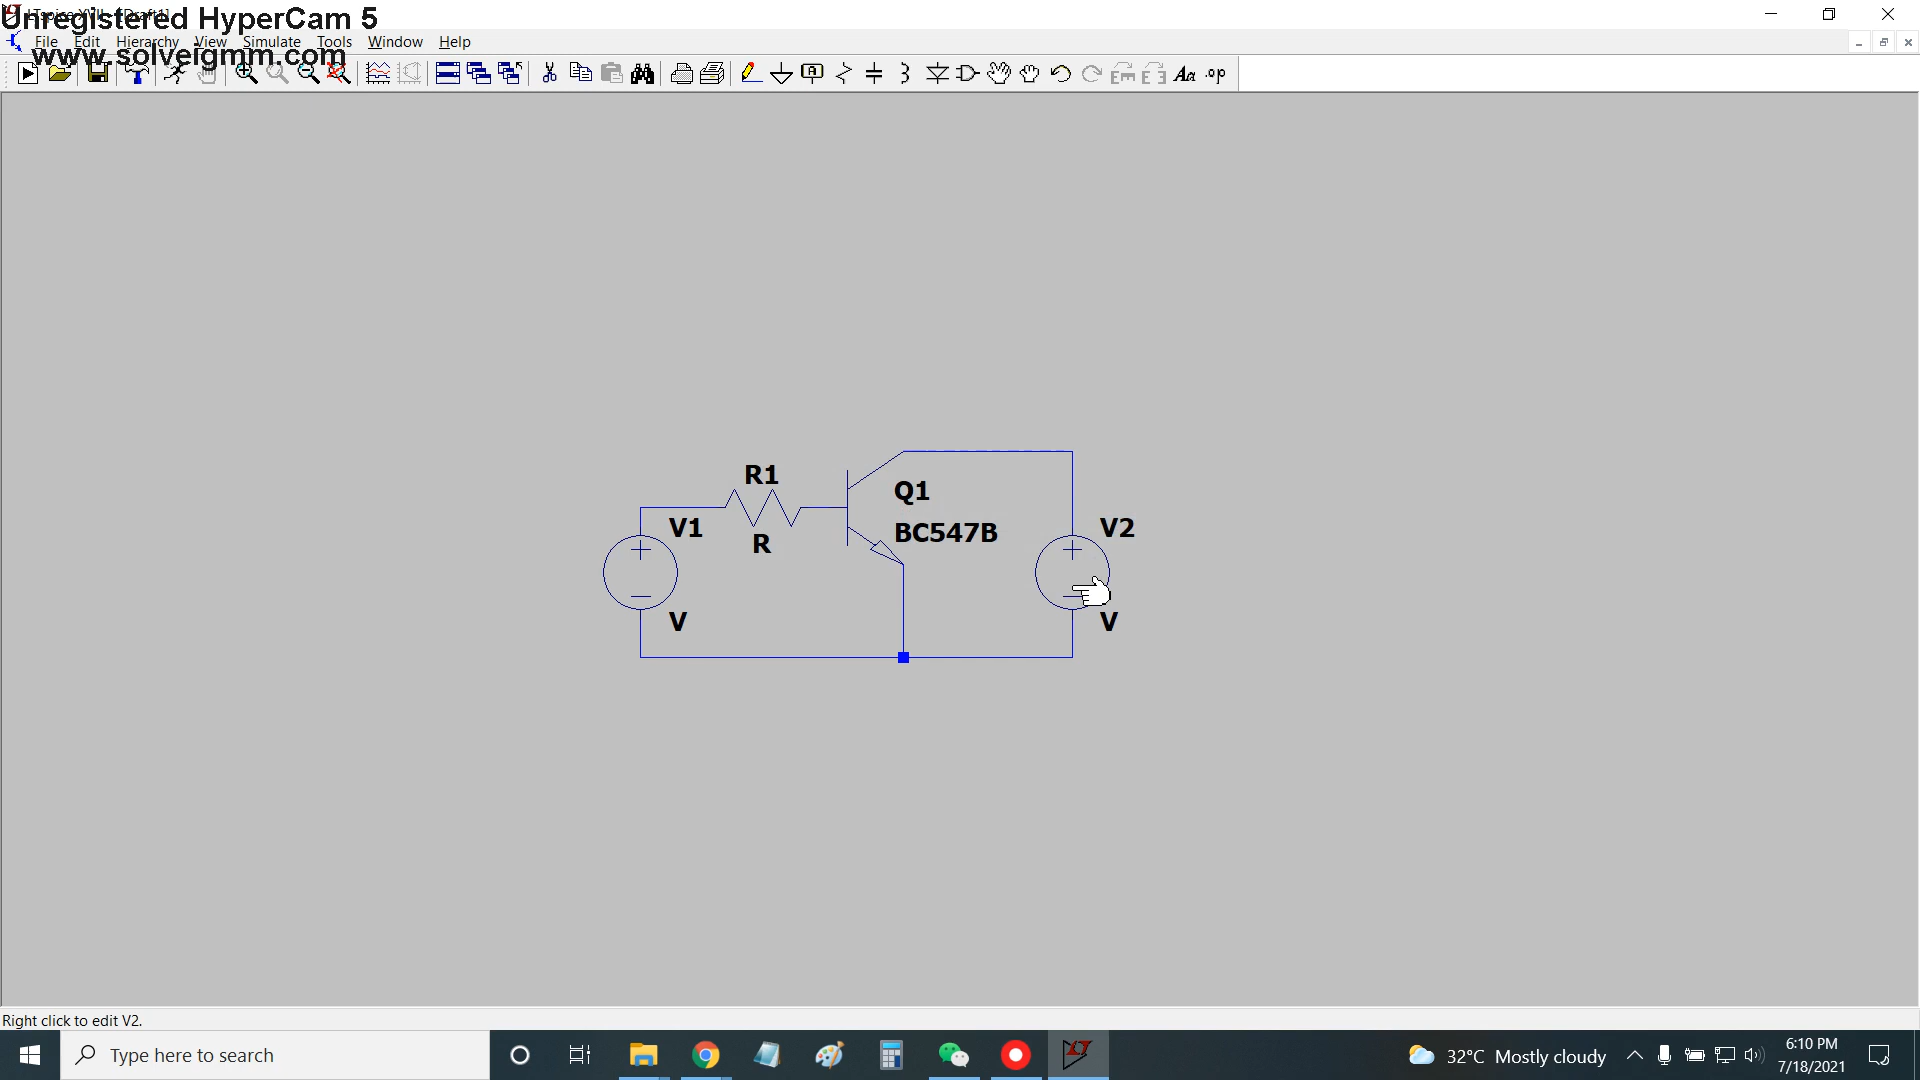 Unregistered HyperCam 5
www.solveigmm.com
File Edit Hierarchy View Simulate Tools Window Help
.op
R1
Q1
V1
R
BC547B
V2
V
V
Right click to edit V2.
Type here to search
32°C Mostly cloudy
6:10 PM
7/18/2021